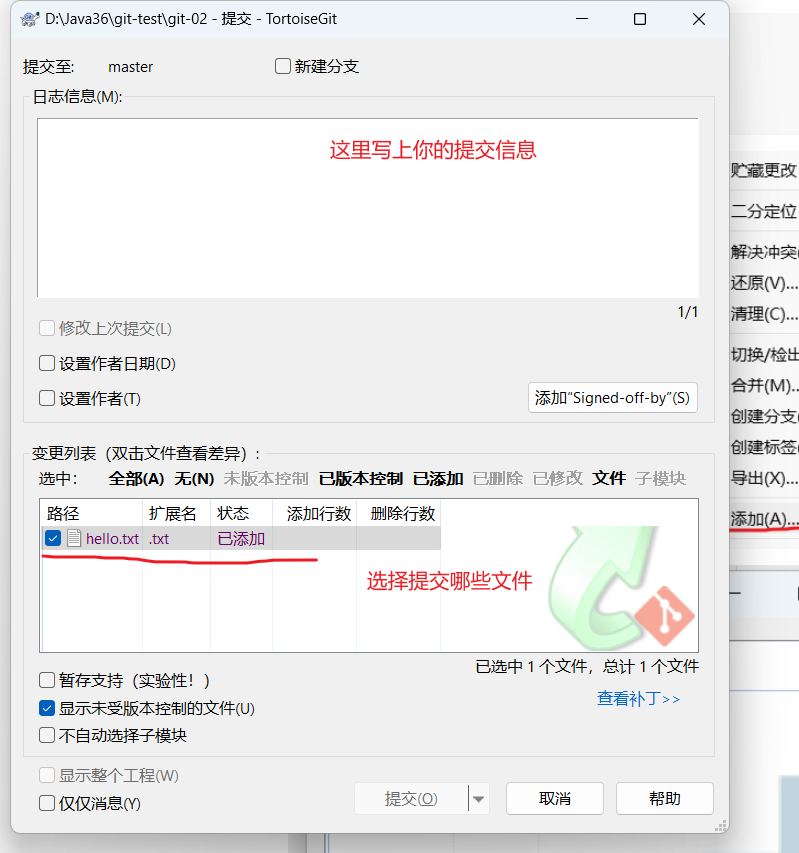 D:\Java36\git-test\git-02 - 提交 - TortoiseGit
提交至: master 新建分支
日志信息(M):
这里写上你的提交信息
1/1
修改上次提交(L)
设置作者日期(D)
设置作者(T)
添加“Signed-off-by”(S)
变更列表（双击文件查看差异）:
选中: 全部(A) 无(N) 未版本控制 已版本控制 已添加 已删除 已修改 文件 子模块
路径 扩展名 状态 添加行数 删除行数
hello.txt .txt 已添加
选择提交哪些文件
已选中 1 个文件，总计 1 个文件
暂存支持（实验性！）
查看补丁>>
显示未受版本控制的文件(U)
不自动选择子模块
显示整个工程(W)
仅仅消息(Y)
提交(O) 取消 帮助
贮藏更改
二分定位
解决冲突(
还原(V)...
清理(C)...
切换/检出
合并(M)...
创建分支(
创建标签(
导出(X)...
添加(A)...